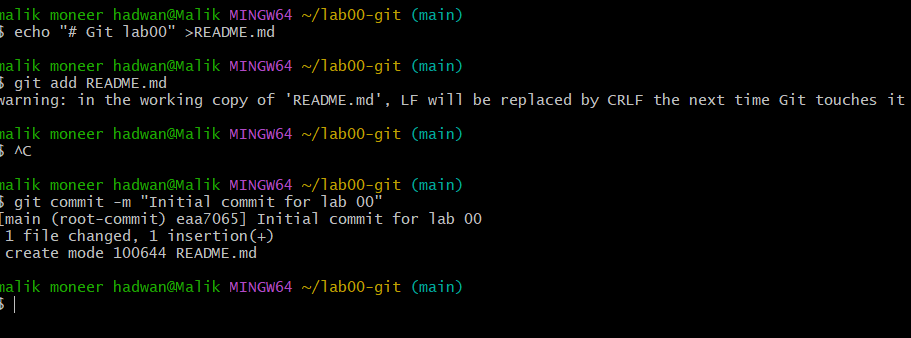 malik moneer hadwan@Malik MINGW64 ~/lab00-git (main)
$ echo "# Git lab00" >README.md
malik moneer hadwan@Malik MINGW64 ~/lab00-git (main)
$ git add README.md
warning: in the working copy of 'README.md', LF will be replaced by CRLF the next time Git touches it
malik moneer hadwan@Malik MINGW64 ~/lab00-git (main)
$ ^C
malik moneer hadwan@Malik MINGW64 ~/lab00-git (main)
$ git commit -m "Initial commit for lab 00"
[main (root-commit) eaa7065] Initial commit for lab 00
1 file changed, 1 insertion(+)
create mode 100644 README.md
malik moneer hadwan@Malik MINGW64 ~/lab00-git (main)
$